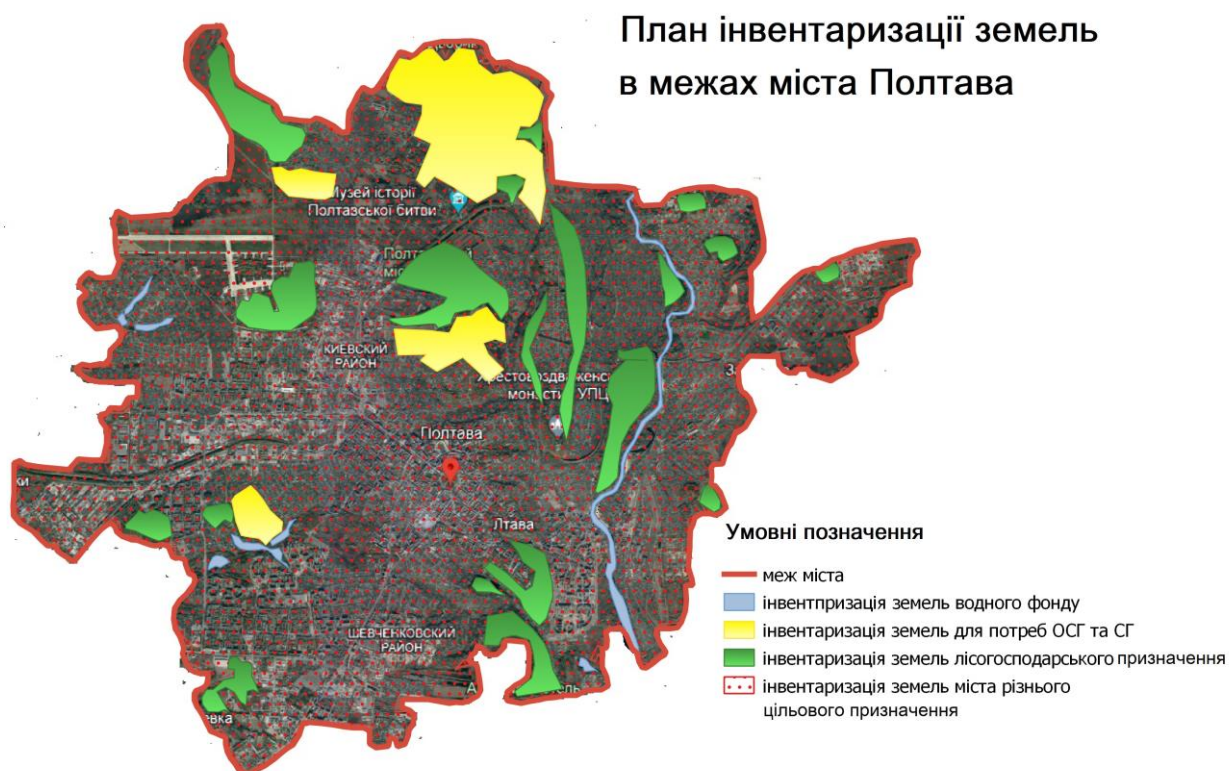 План інвентаризації земель
в межах міста Полтава
Музей історії
Полтавської битви
КИЕВСКИЙ
РАЙОН
Полтава
Лтава
ШЕВЧЕНКОВСКИЙ
РАЙОН
Умовні позначення
меж міста
інвентпризація земель водного фонду
інвентаризація земель для потреб ОСГ та СГ
інвентаризація земель лісогосподарського призначення
інвентаризація земель міста різнього
цільового призначення